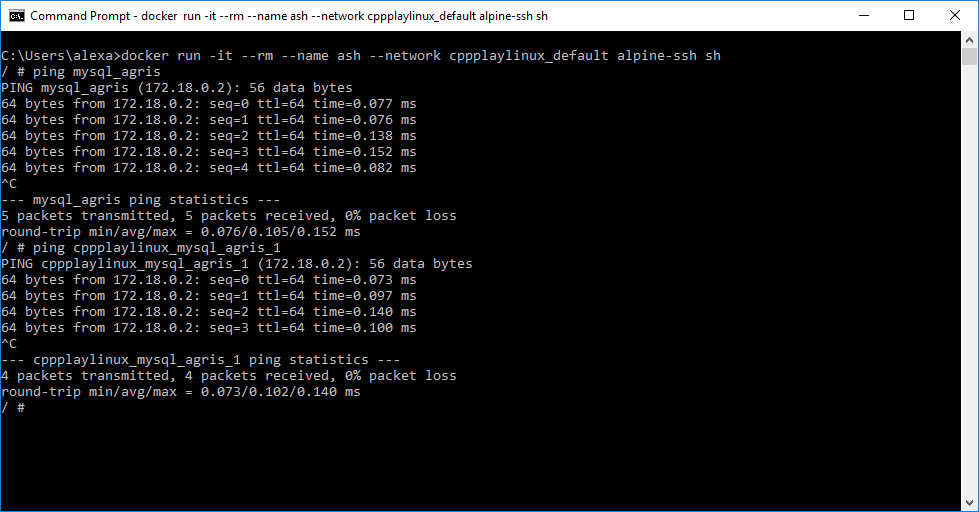 Command Prompt - docker run -it --rm --name ash --network cppplaylinux_default alpine-ssh sh
C:\Users\alexa>docker run -it --rm --name ash --network cppplaylinux_default alpine-ssh sh
/ # ping mysql_agris
PING mysql_agris (172.18.0.2): 56 data bytes
64 bytes from 172.18.0.2: seq=0 ttl=64 time=0.077 ms
64 bytes from 172.18.0.2: seq=1 ttl=64 time=0.076 ms
64 bytes from 172.18.0.2: seq=2 ttl=64 time=0.138 ms
64 bytes from 172.18.0.2: seq=3 ttl=64 time=0.152 ms
64 bytes from 172.18.0.2: seq=4 ttl=64 time=0.082 ms
^C
--- mysql_agris ping statistics ---
5 packets transmitted, 5 packets received, 0% packet loss
round-trip min/avg/max = 0.076/0.105/0.152 ms
/ # ping cppplaylinux_mysql_agris_1
PING cppplaylinux_mysql_agris_1 (172.18.0.2): 56 data bytes
64 bytes from 172.18.0.2: seq=0 ttl=64 time=0.073 ms
64 bytes from 172.18.0.2: seq=1 ttl=64 time=0.097 ms
64 bytes from 172.18.0.2: seq=2 ttl=64 time=0.140 ms
64 bytes from 172.18.0.2: seq=3 ttl=64 time=0.100 ms
^C
--- cppplaylinux_mysql_agris_1 ping statistics ---
4 packets transmitted, 4 packets received, 0% packet loss
round-trip min/avg/max = 0.073/0.102/0.140 ms
/ #